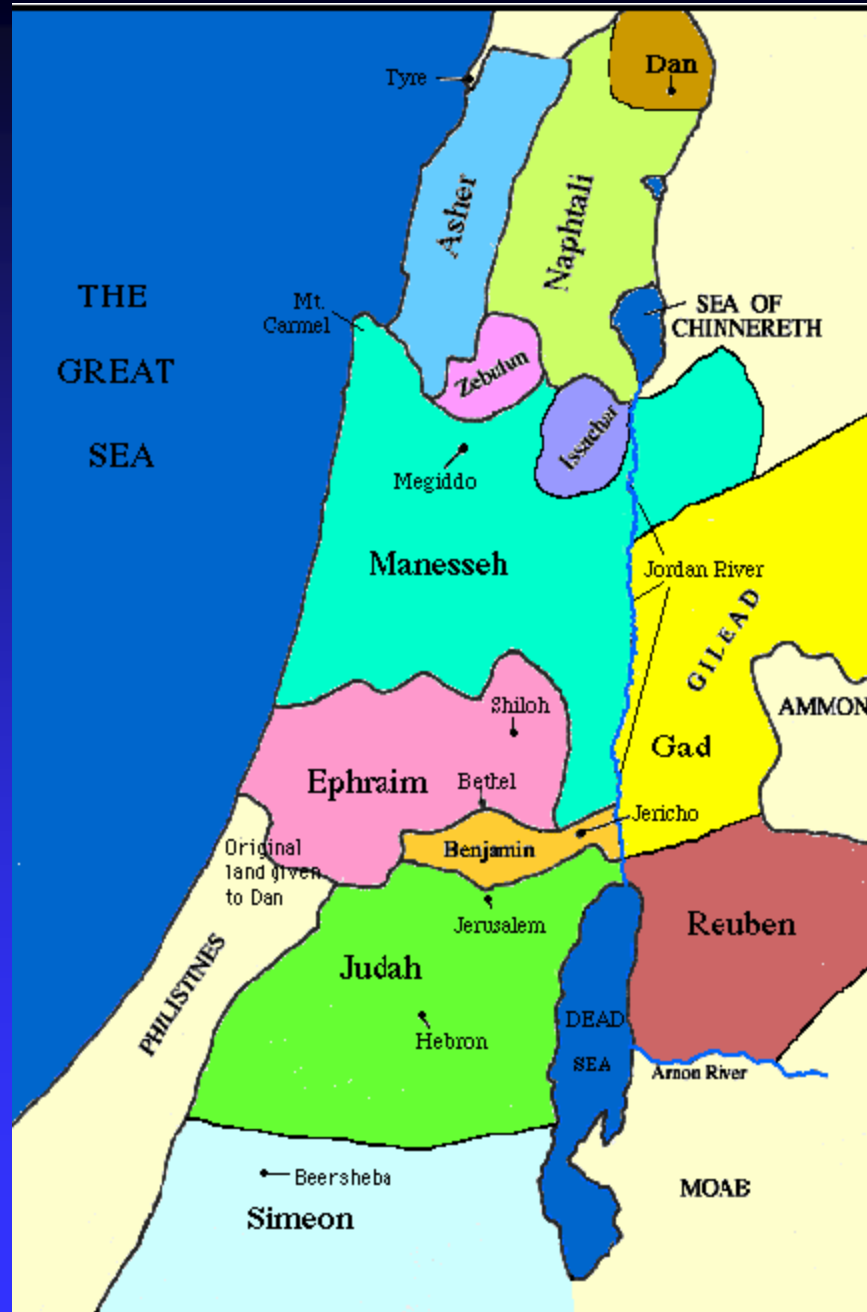 Dan
Tyre
Asher
Naphtali
THE
GREAT
SEA
Mt.
Carmel
SEA OF
CHINNERETH
Zebulun
Issachar
Megiddo
Manesseh
Jordan River
GILEAD
AMMON
Shiloh
Gad
Ephraim
Bethel
Jericho
Original
land given
to Dan
Benjamin
Jerusalem
Reuben
Judah
PHILISTINES
Hebron
DEAD
SEA
Arnon River
Beersheba
MOAB
Simeon